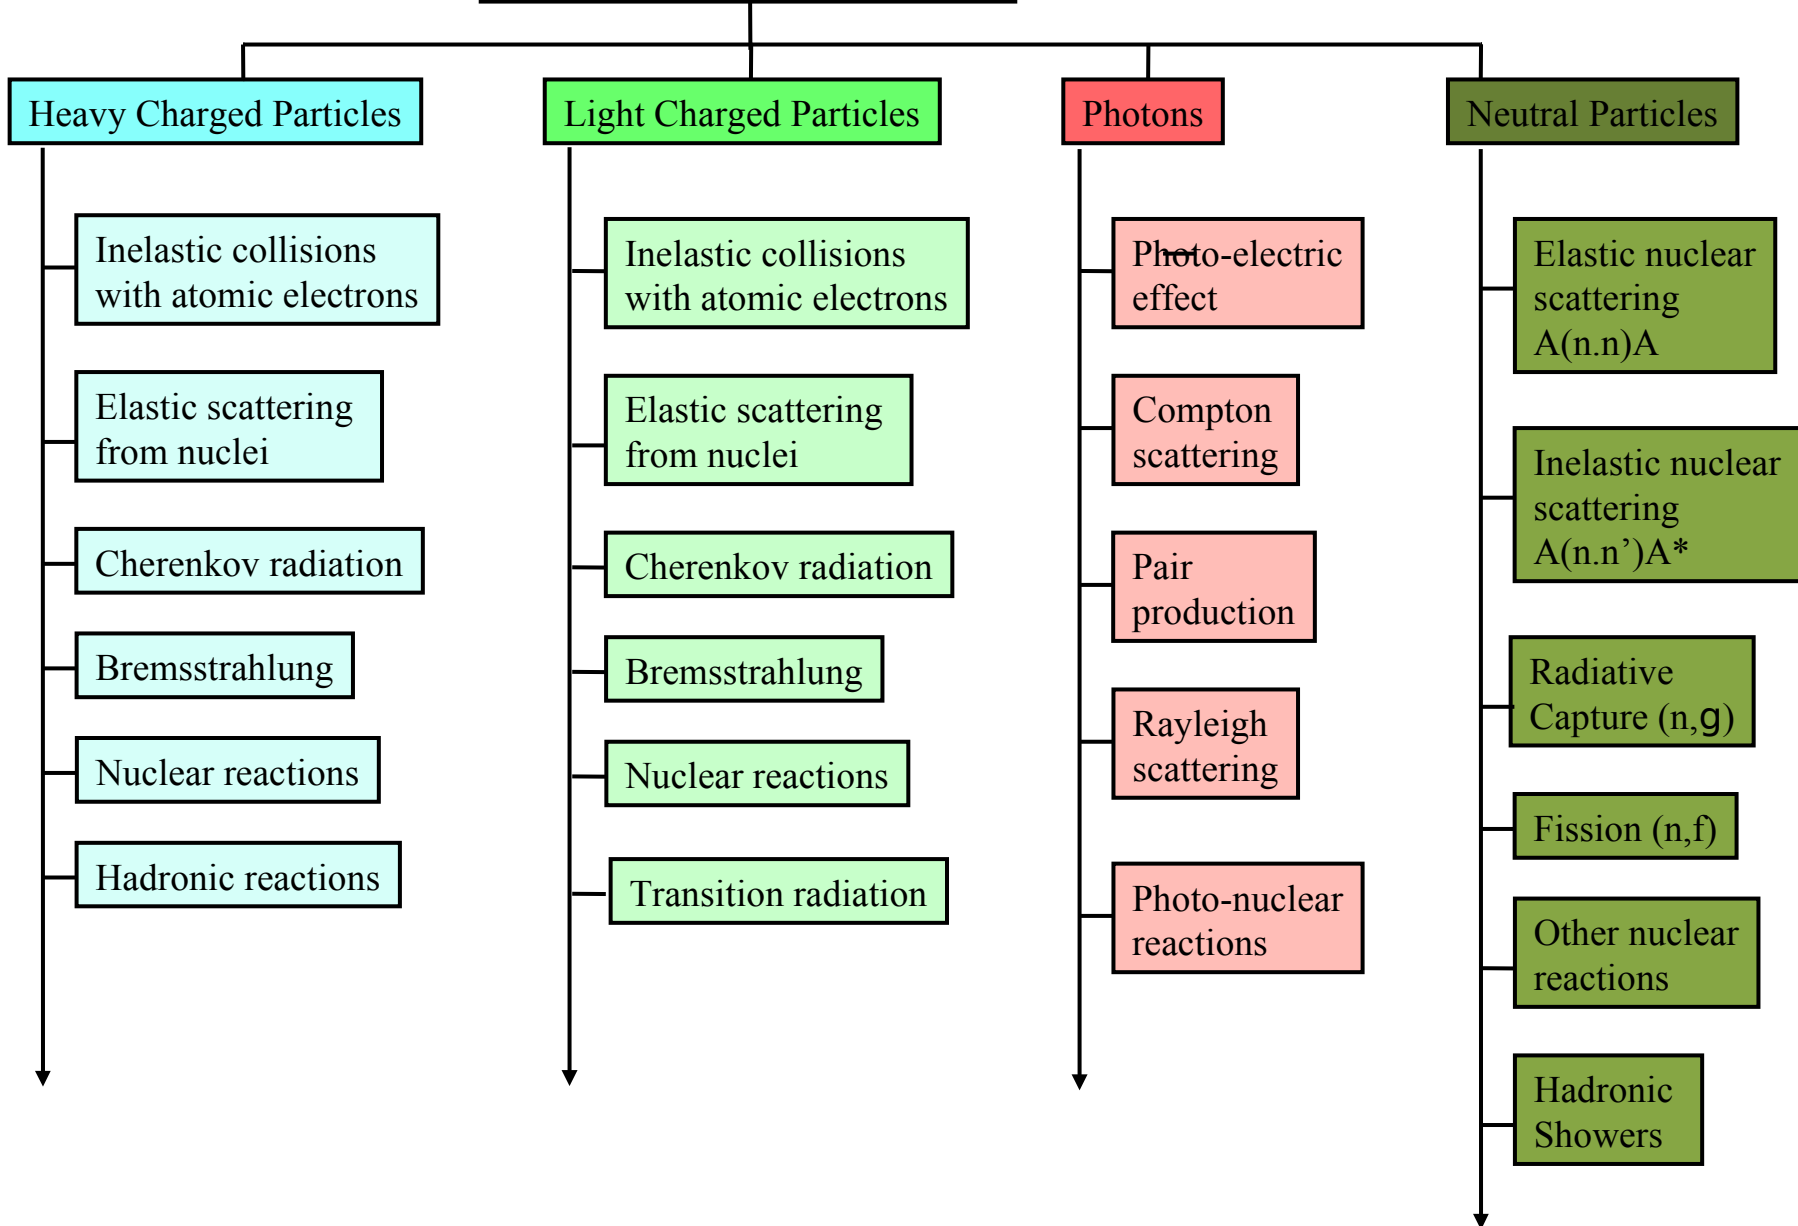 Heavy Charged Particles
Inelastic collisions
with atomic electrons
Elastic scattering
from nuclei
Cherenkov radiation
Bremsstrahlung
Nuclear reactions
Hadronic reactions
Light Charged Particles
Inelastic collisions
with atomic electrons
Elastic scattering
from nuclei
Cherenkov radiation
Bremsstrahlung
Nuclear reactions
Transition radiation
Photons
Photo-electric
effect
Compton
scattering
Pair
production
Rayleigh
scattering
Photo-nuclear
reactions
Neutral Particles
Elastic nuclear
scattering
A(n.n)A
Inelastic nuclear
scattering
A(n.n’)A*
Radiative
Capture (n,g)
Fission (n,f)
Other nuclear
reactions
Hadronic
Showers